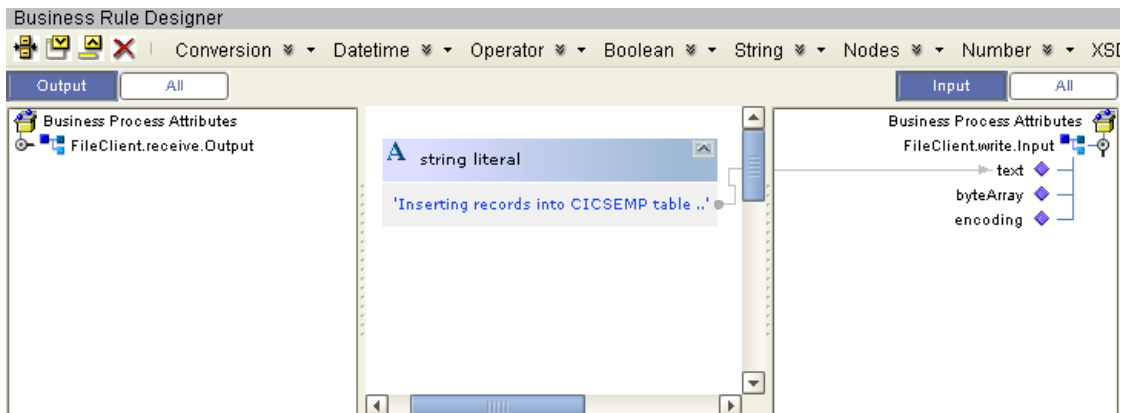 Business Rule Designer
Conversion Datetime Operator Boolean String Nodes Number XSD
Output All Input All
Business Process Attributes
FileClient.receive.Output
A string literal
'Inserting records into CICSEMP table ..'
Business Process Attributes
FileClient.write.Input
text
byteArray
encoding